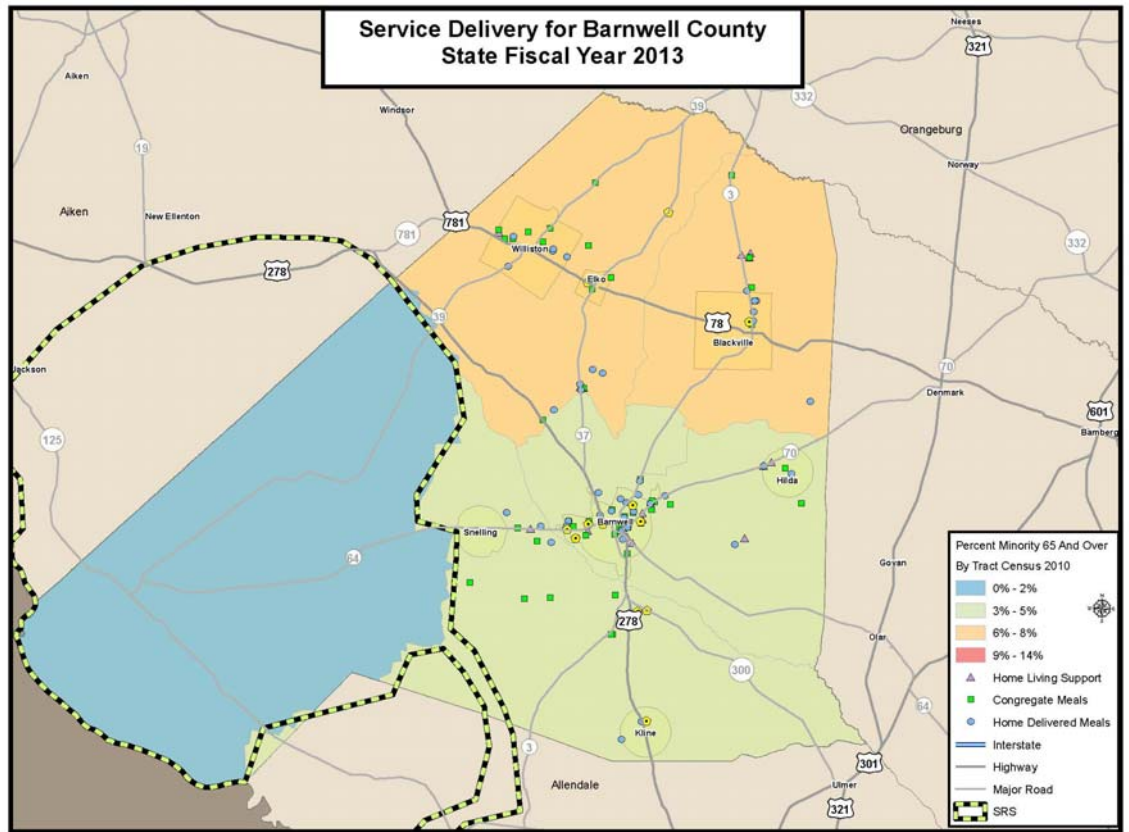 Service Delivery for Barnwell County
State Fiscal Year 2013
Neeses
321
Aiken
Windsor
39
332
Orangeburg
19
Norway
3
Aiken
New Ellenton
781
781
Williston
332
278
Elko
39
78
Blackville
Jackson
70
Denmark
601
Bamberg
125
37
70
Hilda
Barnwell
Snelling
64
Govan
278
Olar
300
64
Kline
3
301
Allendale
Ulmer
321
Percent Minority 65 And Over
By Tract Census 2010
0% - 2%
3% - 5%
6% - 8%
9% - 14%
Home Living Support
Congregate Meals
Home Delivered Meals
Interstate
Highway
Major Road
SRS